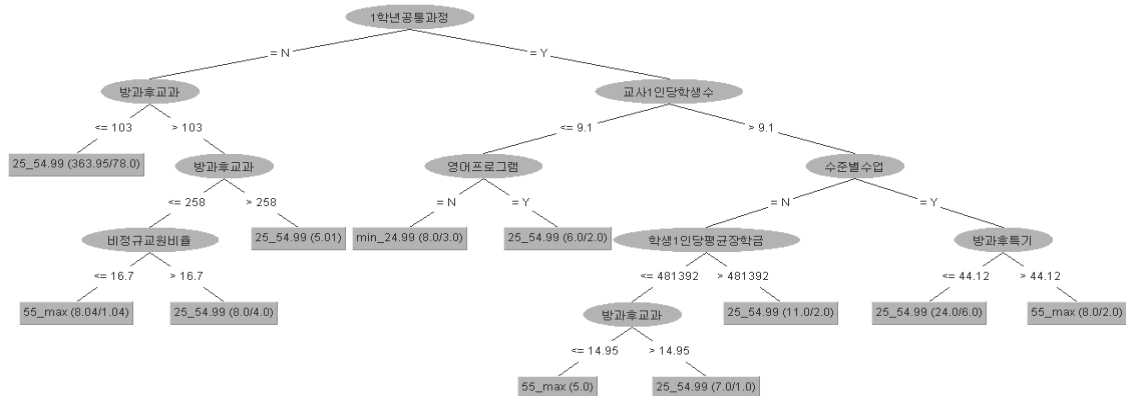 1학년공통과정
= N = Y
방과후교과 교사1인당학생수
<= 103 > 103 <= 9.1 > 9.1
25_54.99 (363.95/78.0) 방과후교과 영어프로그램 수준별수업
<= 258 > 258 = N = Y = N = Y
비정규교원비율 25_54.99 (5.01) min_24.99 (8.0/3.0) 25_54.99 (6.0/2.0) 학생1인당평균장학금 방과후특기
<= 16.7 > 16.7 <= 481392 > 481392 <= 44.12 > 44.12
55_max (8.04/1.04) 25_54.99 (8.0/4.0) 방과후교과 25_54.99 (11.0/2.0) 25_54.99 (24.0/6.0) 55_max (8.0/2.0)
<= 14.95 > 14.95
55_max (5.0) 25_54.99 (7.0/1.0)